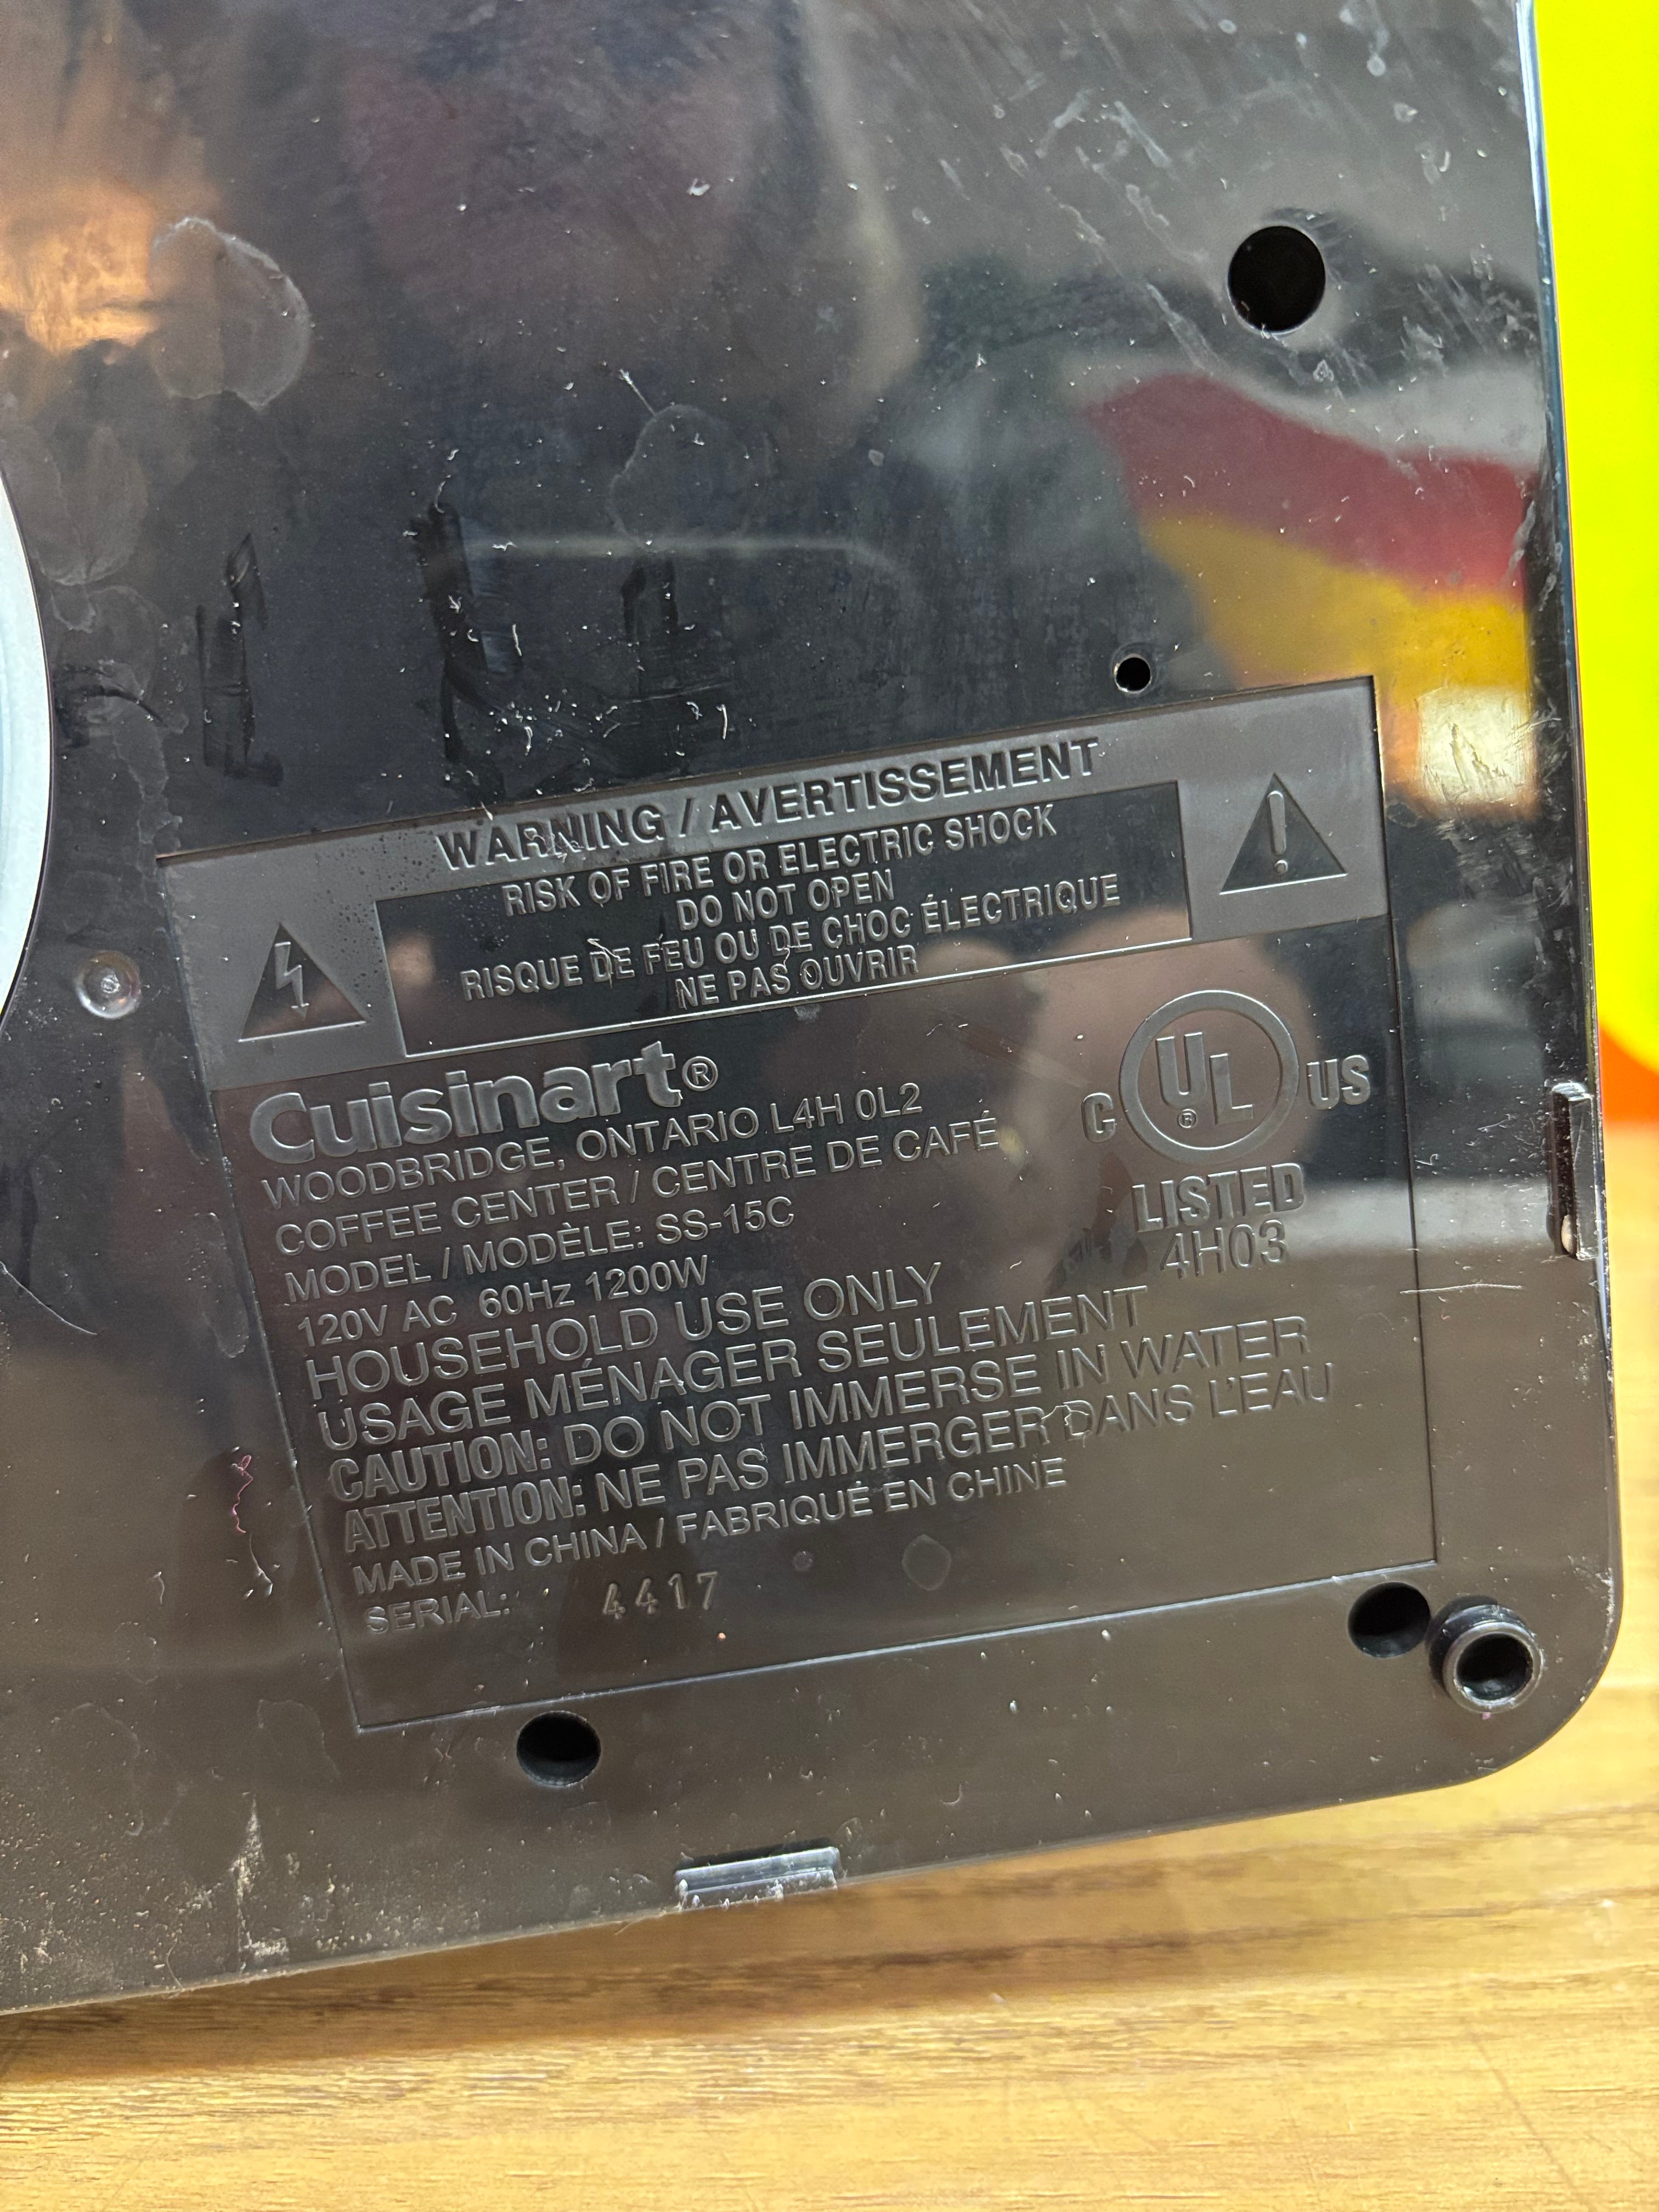 WARNING / AVERTISSEMENT
RISK OF FIRE OR ELECTRIC SHOCK
DO NOT OPEN
RISQUE DE FEU OU DE CHOC ÉLECTRIQUE
NE PAS OUVRIR
Cuisinart®
WOODBRIDGE, ONTARIO L4H 0L2
COFFEE CENTER / CENTRE DE CAFÉ
MODEL / MODÈLE: SS-15C
120V AC 60Hz 1200W
HOUSEHOLD USE ONLY
USAGE MÉNAGER SEULEMENT
CAUTION: DO NOT IMMERSE IN WATER
ATTENTION: NE PAS IMMERGER DANS L'EAU
MADE IN CHINA / FABRIQUÉ EN CHINE
SERIAL: 4417
C UL® US
LISTED
4H03